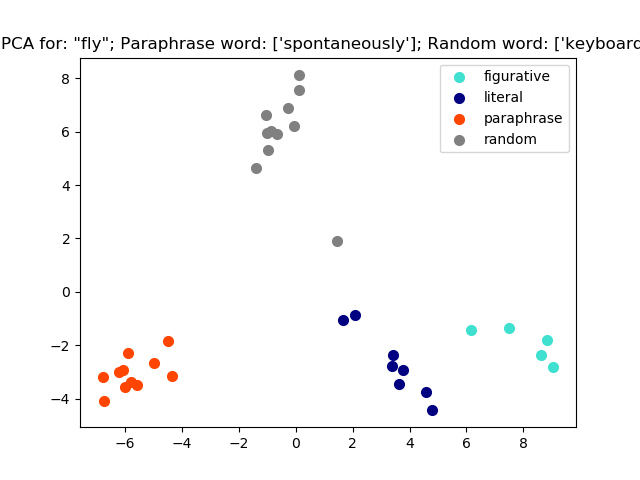 PCA for: "fly"; Paraphrase word: ['spontaneously']; Random word: ['keyboard
figurative
literal
paraphrase
random
8
6
4
2
0
−2
−4
−6 −4 −2 0 2 4 6 8